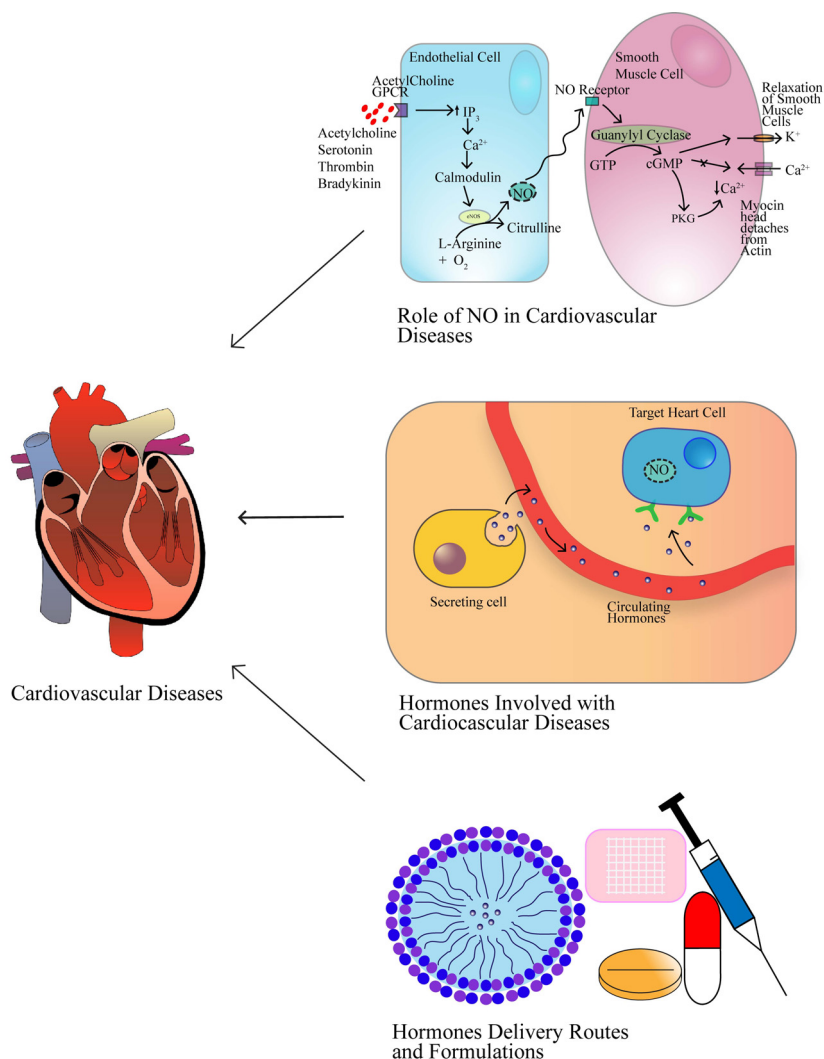 Endothelial Cell
AcetylCholine
GPCR
Acetylcholine
Serotonin
Thrombin
Bradykinin
↑ IP₃
Ca²⁺
Calmodulin
eNOS
NO
L-Arginine
+ O₂
Citrulline
Smooth
Muscle Cell
NO Receptor
Guanylyl Cyclase
GTP
cGMP
PKG
↓Ca²⁺
Relaxation
of Smooth
Muscle
Cells
K⁺
Ca²⁺
Myocin
head
detaches
from
Actin
Role of NO in Cardiovascular
Diseases
Cardiovascular Diseases
Target Heart Cell
NO
Secreting cell
Circulating
Hormones
Hormones Involved with
Cardiocascular Diseases
Hormones Delivery Routes
and Formulations